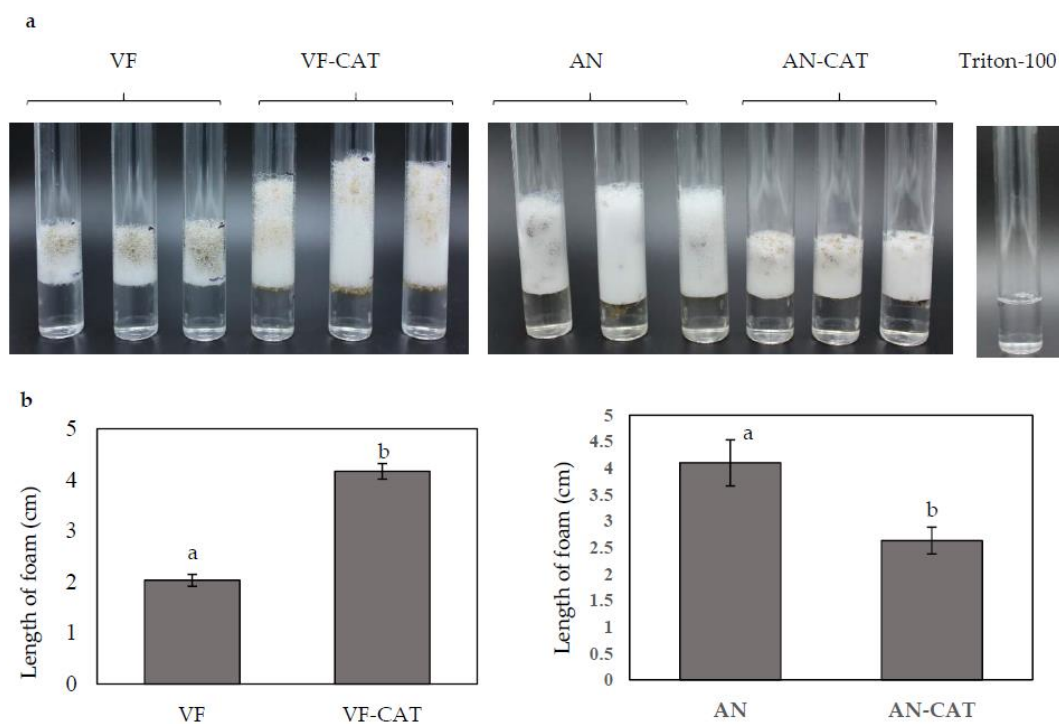 a
VF VF-CAT AN AN-CAT Triton-100
b
Length of foam (cm)
5
4
3
2
1
0
a
b
VF VF-CAT
Length of foam (cm)
5
4.5
4
3.5
3
2.5
2
1.5
1
0.5
0
a
b
AN AN-CAT